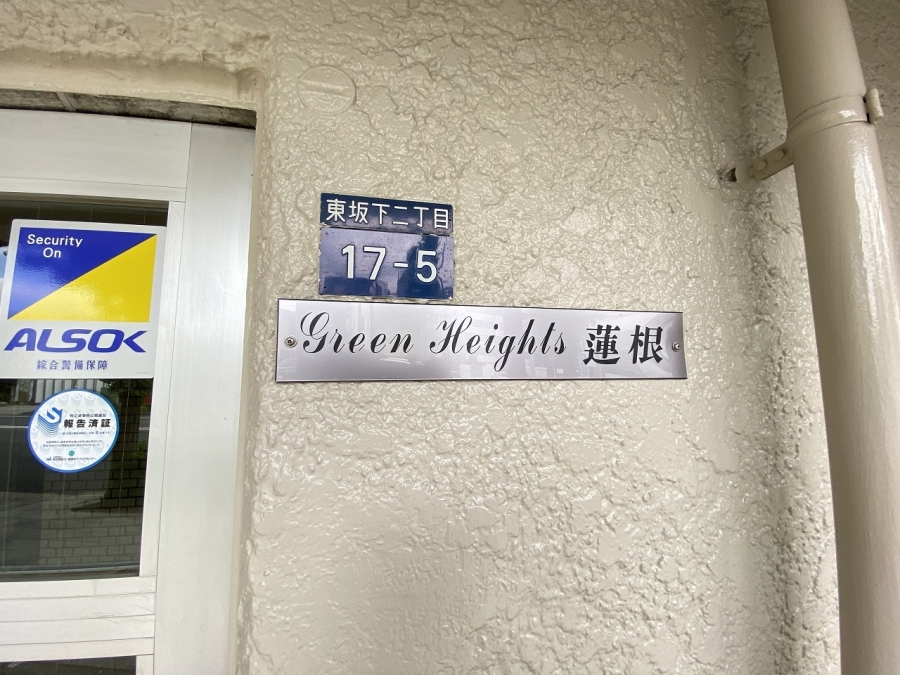 東坂下二丁目
17-5
Green Heights 蓮根
Security
On
ALSOK
綜合警備保障
報告済証